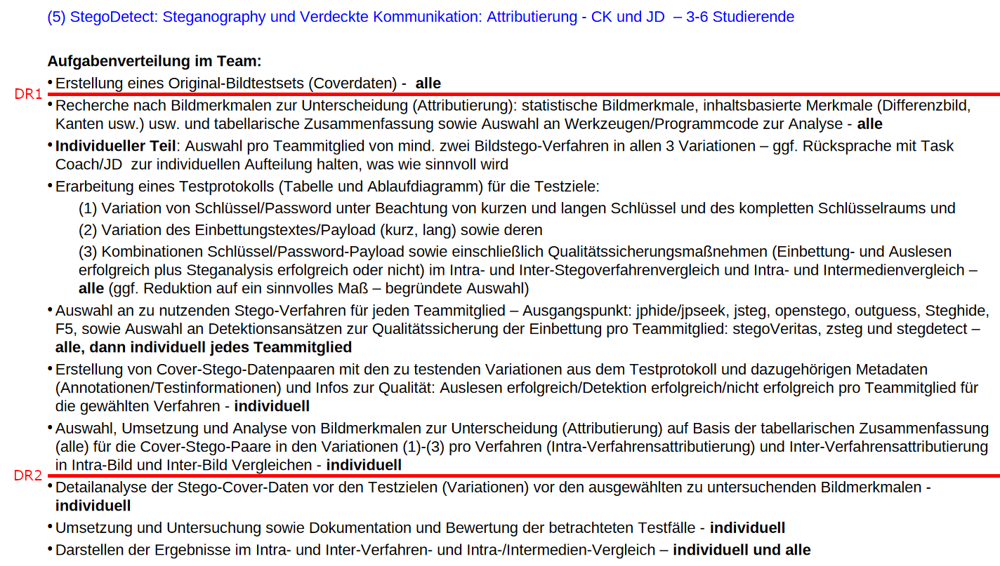 (5) StegoDetect: Steganography und Verdeckte Kommunikation: Attributierung - CK und JD – 3-6 Studierende
Aufgabenverteilung im Team:
• Erstellung eines Original-Bildtestsets (Coverdaten) - alle
DR1
• Recherche nach Bildmerkmalen zur Unterscheidung (Attributierung): statistische Bildmerkmale, inhaltsbasierte Merkmale (Differenzbild,
Kanten usw.) usw. und tabellarische Zusammenfassung sowie Auswahl an Werkzeugen/Programmcode zur Analyse - alle
• Individueller Teil: Auswahl pro Teammitglied von mind. zwei Bildstego-Verfahren in allen 3 Variationen – ggf. Rücksprache mit Task
Coach/JD zur individuellen Aufteilung halten, was wie sinnvoll wird
• Erarbeitung eines Testprotokolls (Tabelle und Ablaufdiagramm) für die Testziele:
(1) Variation von Schlüssel/Password unter Beachtung von kurzen und langen Schlüssel und des kompletten Schlüsselraums und
(2) Variation des Einbettungstextes/Payload (kurz, lang) sowie deren
(3) Kombinationen Schlüssel/Password-Payload sowie einschließlich Qualitätssicherungsmaßnehmen (Einbettung- und Auslesen
erfolgreich plus Steganalysis erfolgreich oder nicht) im Intra- und Inter-Stegoverfahrenvergleich und Intra- und Intermedienvergleich –
alle (ggf. Reduktion auf ein sinnvolles Maß – begründete Auswahl)
• Auswahl an zu nutzenden Stego-Verfahren für jeden Teammitglied – Ausgangspunkt: jphide/jpseek, jsteg, openstego, outguess, Steghide,
F5, sowie Auswahl an Detektionsansätzen zur Qualitätssicherung der Einbettung pro Teammitglied: stegoVeritas, zsteg und stegdetect –
alle, dann individuell jedes Teammitglied
• Erstellung von Cover-Stego-Datenpaaren mit den zu testenden Variationen aus dem Testprotokoll und dazugehörigen Metadaten
(Annotationen/Testinformationen) und Infos zur Qualität: Auslesen erfolgreich/Detektion erfolgreich/nicht erfolgreich pro Teammitglied für
die gewählten Verfahren - individuell
• Auswahl, Umsetzung und Analyse von Bildmerkmalen zur Unterscheidung (Attributierung) auf Basis der tabellarischen Zusammenfassung
(alle) für die Cover-Stego-Paare in den Variationen (1)-(3) pro Verfahren (Intra-Verfahrensattributierung) und Inter-Verfahrensattributierung
in Intra-Bild und Inter-Bild Vergleichen - individuell
DR2
• Detailanalyse der Stego-Cover-Daten vor den Testzielen (Variationen) vor den ausgewählten zu untersuchenden Bildmerkmalen -
individuell
• Umsetzung und Untersuchung sowie Dokumentation und Bewertung der betrachteten Testfälle - individuell
• Darstellen der Ergebnisse im Intra- und Inter-Verfahren- und Intra-/Intermedien-Vergleich – individuell und alle